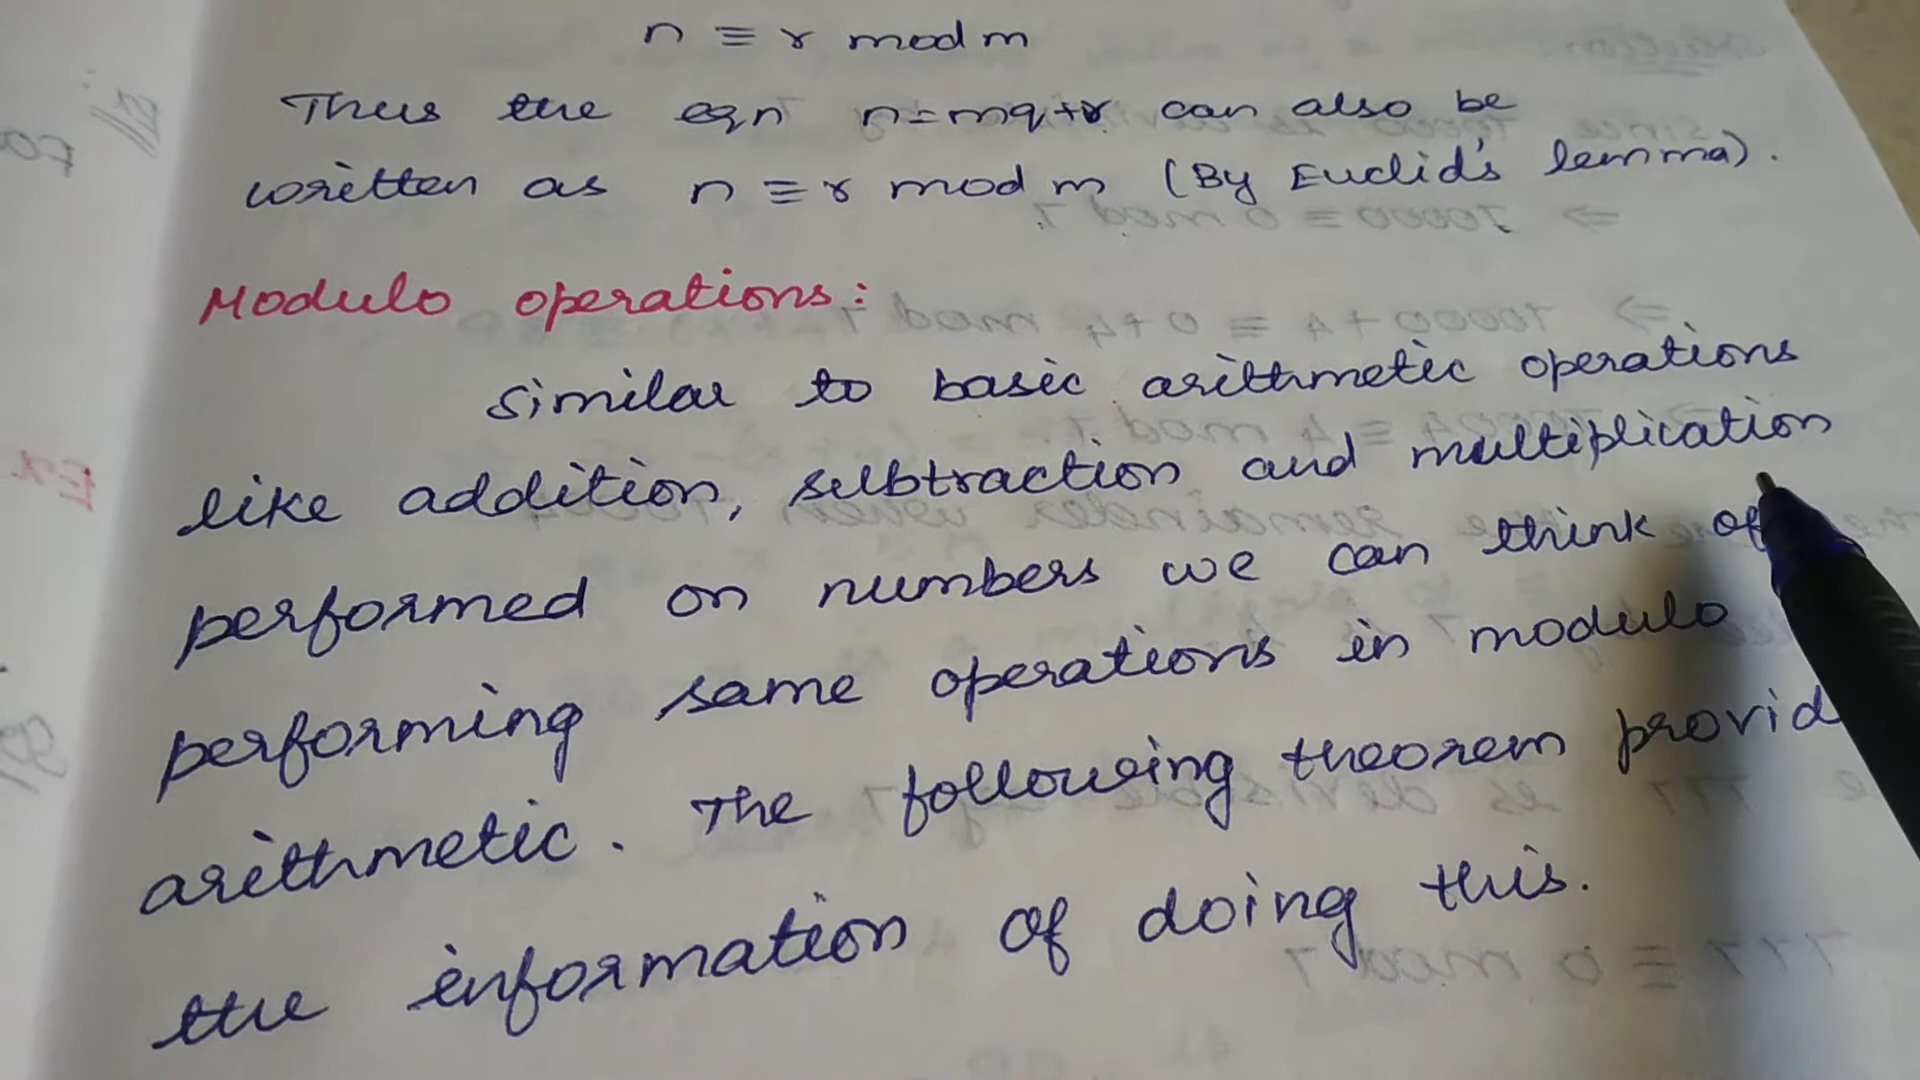 n ≡ r mod m
Thus the eqn n=mq+r can also be
written as n ≡ r mod m (By Euclid's lemma).
Modulo operations:
Similar to basic arithmetic operations
like addition, subtraction and multiplication
performed on numbers we can think of
performing same operations in modulo
arithmetic. The following theorem provid
the information of doing this.